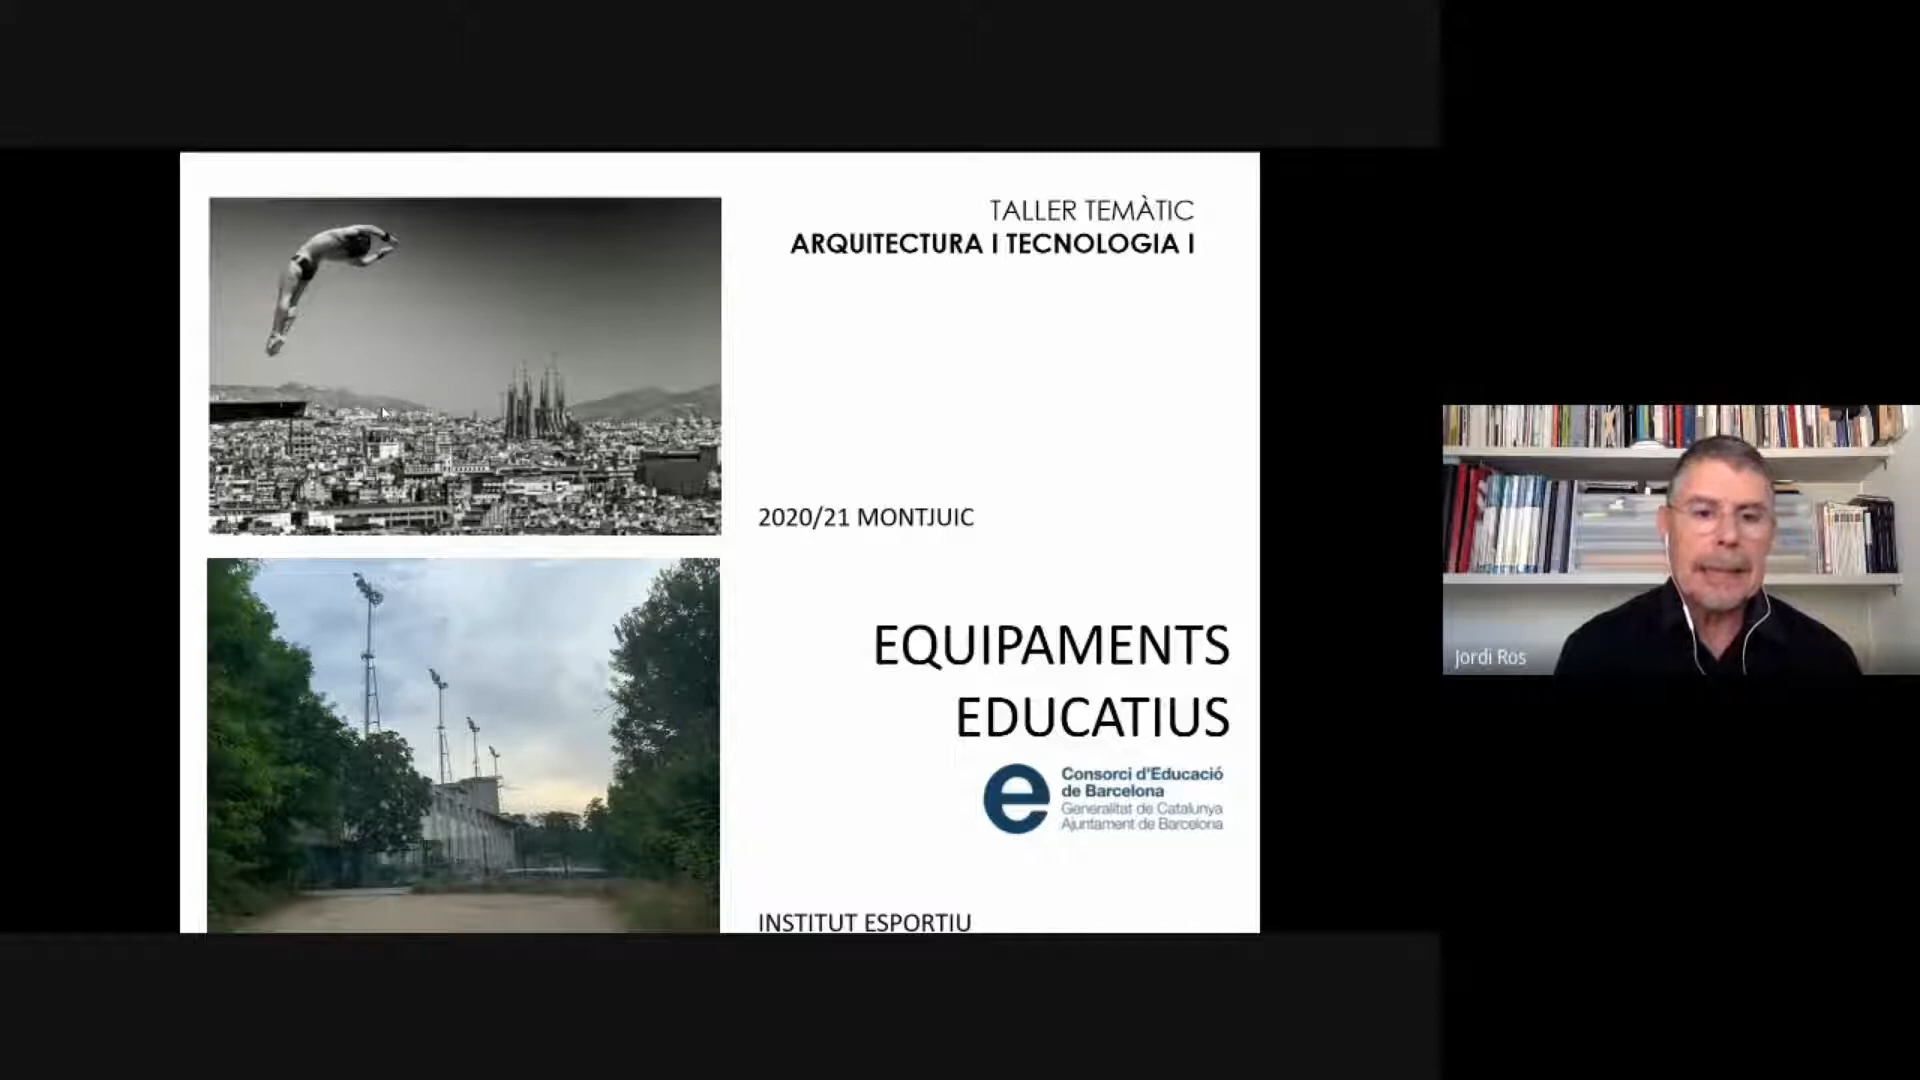 TALLER TEMÀTIC
ARQUITECTURA I TECNOLOGIA I
2020/21 MONTJUIC
EQUIPAMENTS
EDUCATIUS
e
Consorci d'Educació
de Barcelona
Generalitat de Catalunya
Ajuntament de Barcelona
INSTITUT ESPORTIU
Jordi Ros